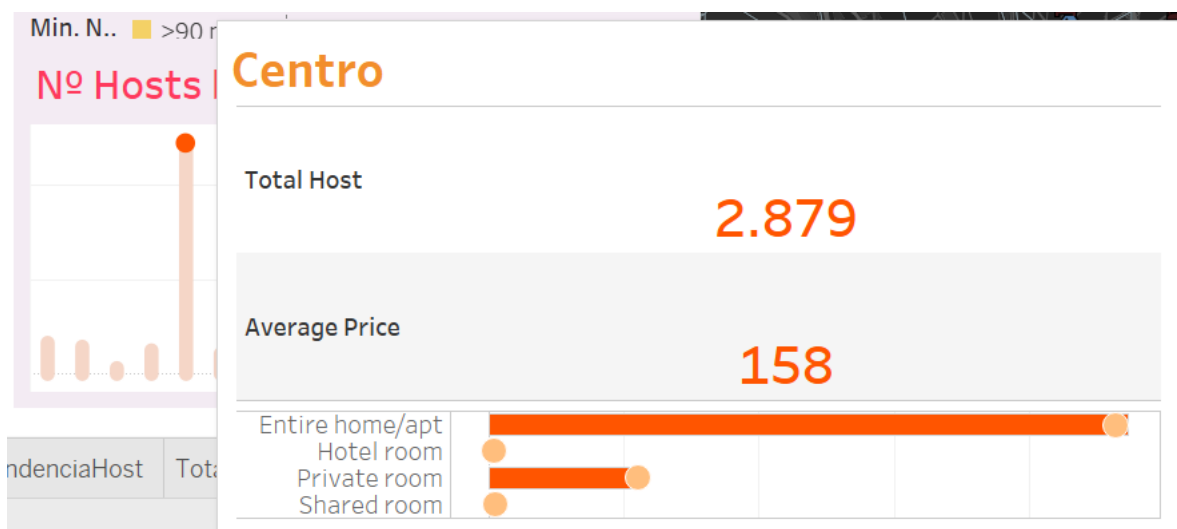 Min. N.. >90
Nº Hosts
Centro
Total Host
2.879
Average Price
158
Entire home/apt
Hotel room
Private room
Shared room
ndenciaHost